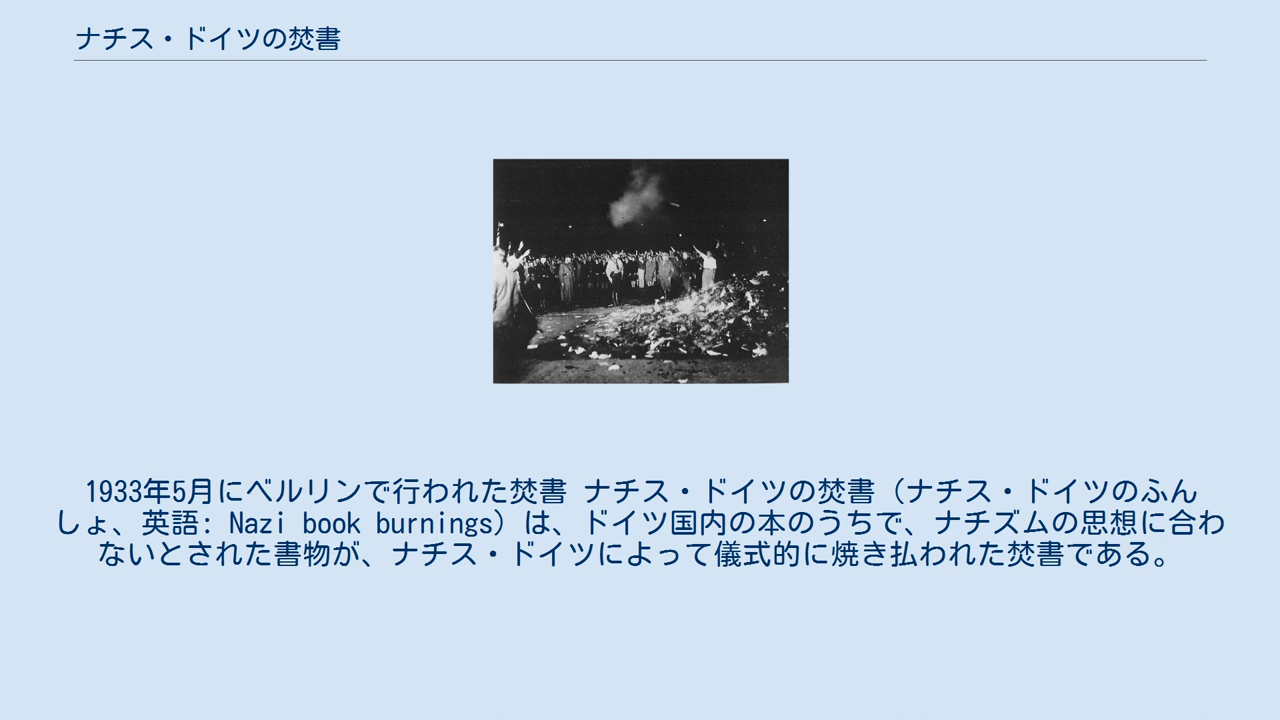 ナチス・ドイツの焚書
1933年5月にベルリンで行われた焚書 ナチス・ドイツの焚書（ナチス・ドイツのふん
しょ、英語: Nazi book burnings）は、ドイツ国内の本のうちで、ナチズムの思想に合わ
ないとされた書物が、ナチス・ドイツによって儀式的に焼き払われた焚書である。